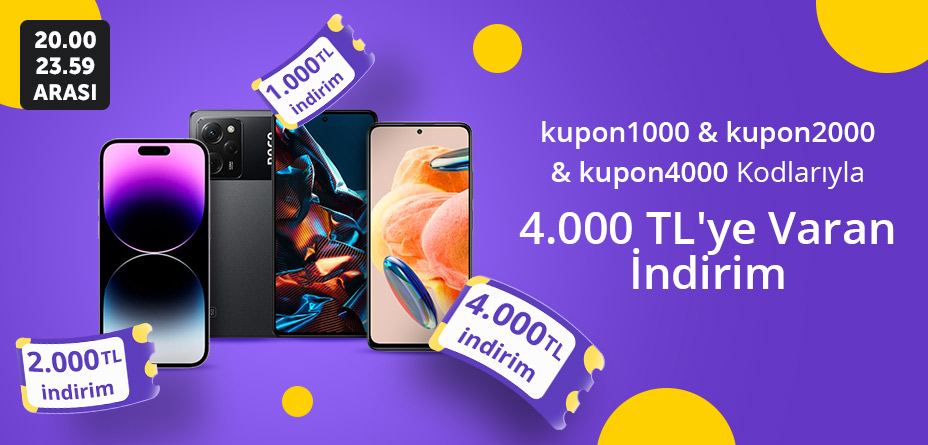 20.00
23.59
ARASI
1.000TL
indirim
poco
kupon1000 & kupon2000
& kupon4000 Kodlarıyla
4.000 TL'ye Varan
İndirim
2.000TL
indirim
4.000TL
indirim